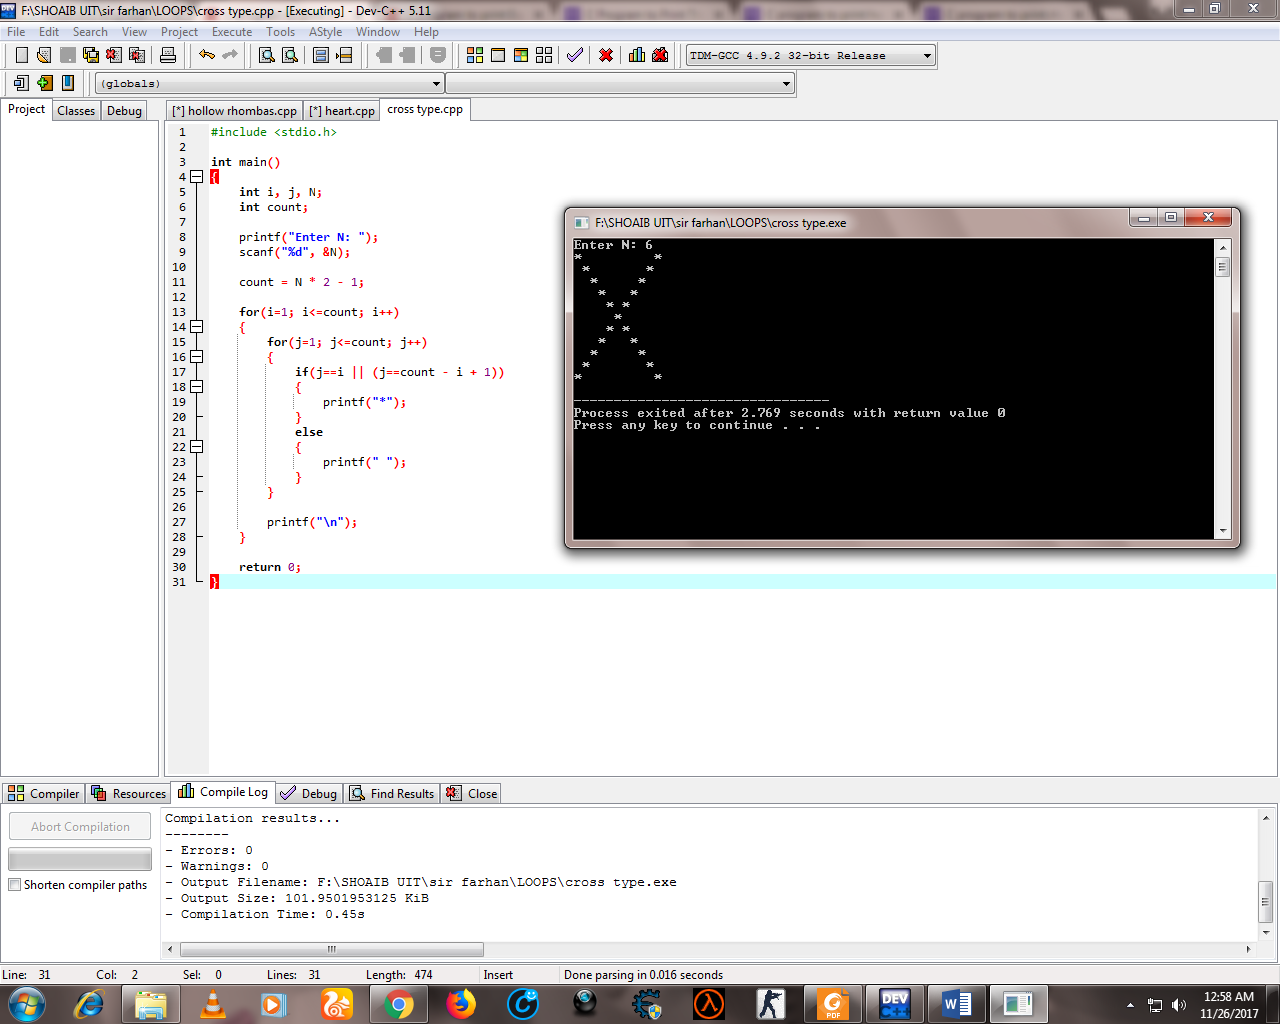 F:\SHOAIB UIT\sir farhan\LOOPS\cross type.cpp - [Executing] - Dev-C++ 5.11
File Edit Search View Project Execute Tools AStyle Window Help
TDM-GCC 4.9.2 32-bit Release
(globals)
Project Classes Debug
[*] hollow rhombas.cpp [*] heart.cpp cross type.cpp
1 #include <stdio.h>
2
3 int main()
4 {
5 int i, j, N;
6 int count;
7
8 printf("Enter N: ");
9 scanf("%d", &N);
10
11 count = N * 2 - 1;
12
13 for(i=1; i<=count; i++)
14 {
15 for(j=1; j<=count; j++)
16 {
17 if(j==i || (j==count - i + 1))
18 {
19 printf("*");
20 }
21 else
22 {
23 printf(" ");
24 }
25 }
26
27 printf("\n");
28 }
29
30 return 0;
31 }
F:\SHOAIB UIT\sir farhan\LOOPS\cross type.exe
Enter N: 6
*         *
 *       *
  *     *
   *   *
    * *
     *
    * *
   *   *
  *     *
 *       *
*         *
--------------------------------
Process exited after 2.769 seconds with return value 0
Press any key to continue . . .
Compiler Resources Compile Log Debug Find Results Close
Abort Compilation
Shorten compiler paths
Compilation results...
--------
- Errors: 0
- Warnings: 0
- Output Filename: F:\SHOAIB UIT\sir farhan\LOOPS\cross type.exe
- Output Size: 101.9501953125 KiB
- Compilation Time: 0.45s
Line: 31 Col: 2 Sel: 0 Lines: 31 Length: 474 Insert Done parsing in 0.016 seconds
PDF
DEV C++
W
12:58 AM
11/26/2017